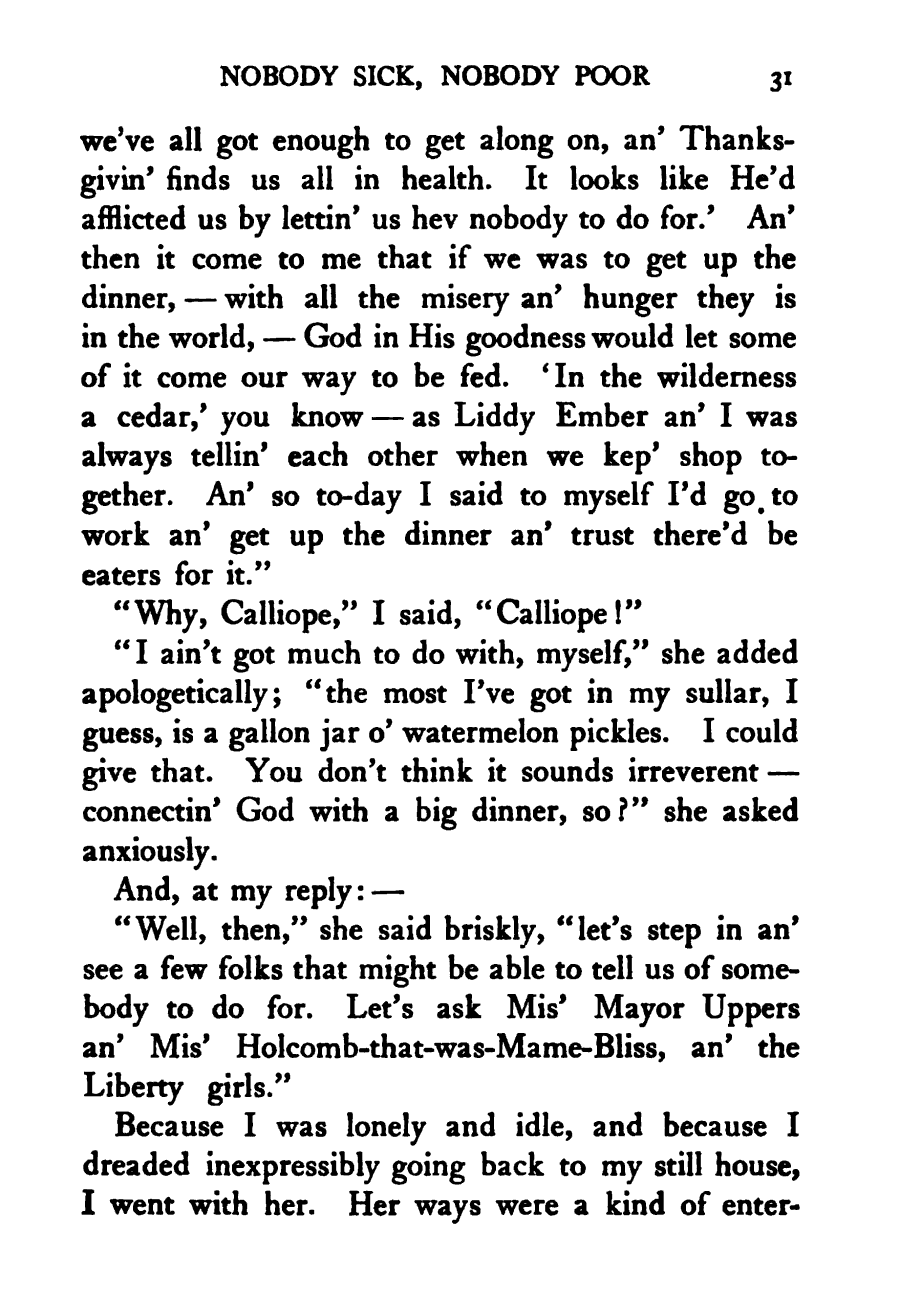 NOBODY SICK, NOBODY POOR 31
we've all got enough to get along on, an' Thanks-
givin' finds us all in health. It looks like He'd
afflicted us by lettin' us hev nobody to do for.' An'
then it come to me that if we was to get up the
dinner, — with all the misery an' hunger they is
in the world, — God in His goodness would let some
of it come our way to be fed. 'In the wilderness
a cedar,' you know — as Liddy Ember an' I was
always tellin' each other when we kep' shop to-
gether. An' so to-day I said to myself I'd go to
work an' get up the dinner an' trust there'd be
eaters for it."
"Why, Calliope," I said, "Calliope!"
"I ain't got much to do with, myself," she added
apologetically; "the most I've got in my sullar, I
guess, is a gallon jar o' watermelon pickles. I could
give that. You don't think it sounds irreverent —
connectin' God with a big dinner, so?" she asked
anxiously.
And, at my reply: —
"Well, then," she said briskly, "let's step in an'
see a few folks that might be able to tell us of some-
body to do for. Let's ask Mis' Mayor Uppers
an' Mis' Holcomb-that-was-Mame-Bliss, an' the
Liberty girls."
Because I was lonely and idle, and because I
dreaded inexpressibly going back to my still house,
I went with her. Her ways were a kind of enter-